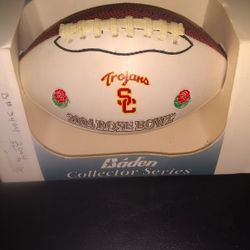 Trojans
SC
2004 ROSE BOWL
Baden
Collector Series